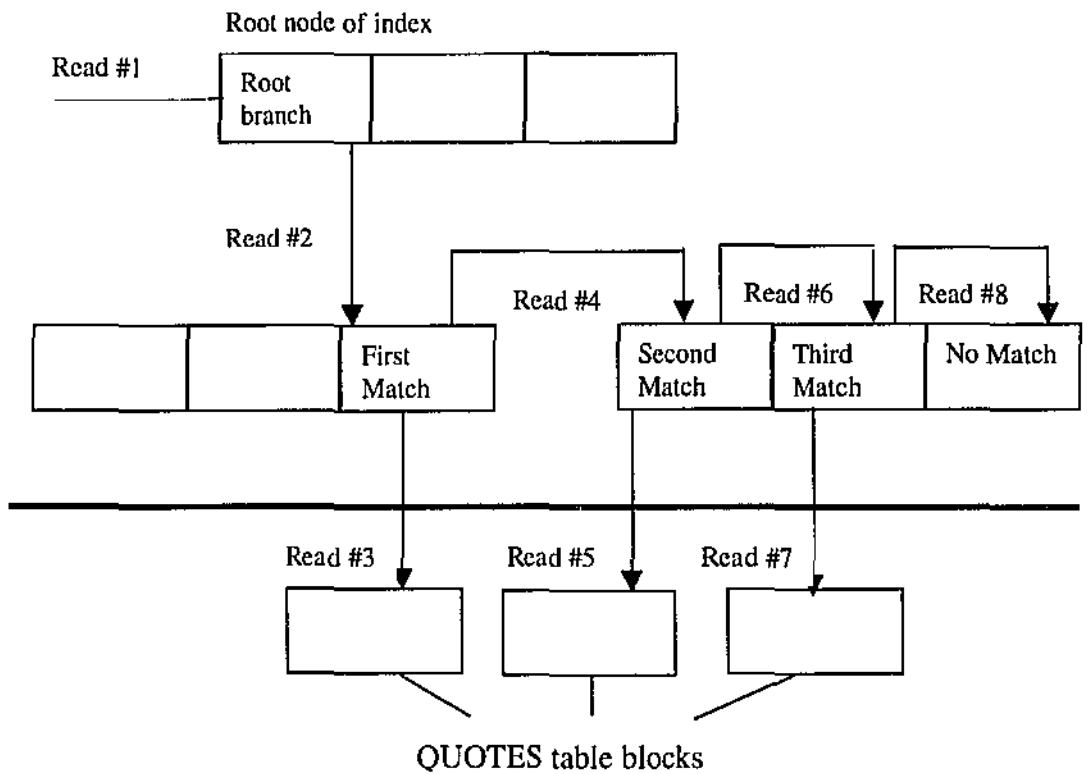 Root node of index
Read #1
Root
branch
Read #2
Read #4
Read #6
Read #8
First
Match
Second
Match
Third
Match
No Match
Read #3
Read #5
Read #7
QUOTES table blocks